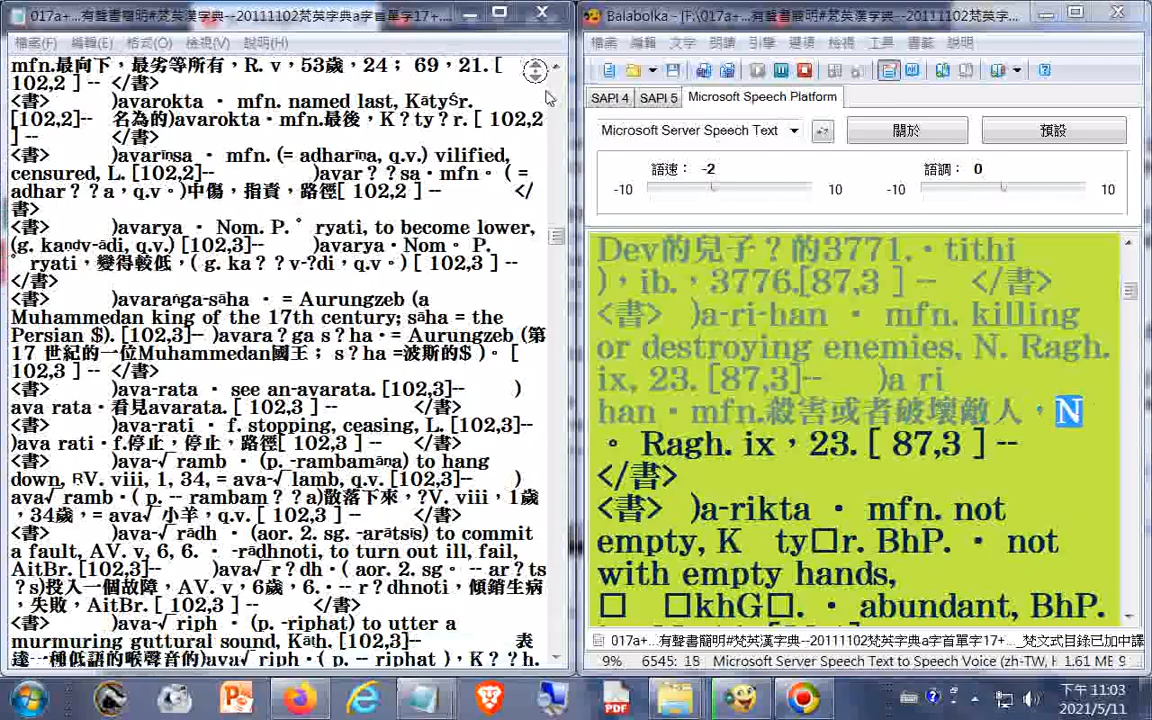 017a+...有聲書簡明#梵英漢字典--20111102梵英字典a字首單字17+...
檔案(F) 編輯(E) 格式(O) 檢視(V) 說明(H)
mfn.最向下，最劣等所有，R. v，53歲，24； 69，21. [
102,2 ] -- </書>
<書> )avarokta ‧ mfn. named last, KātyŚr.
[102,2]-- 名為的)avarokta‧mfn.最後，K ? ty ? r. [ 102,2
] -- </書>
<書> )avarīṇsa ‧ mfn. (= adharīṇa, q.v.) vilified,
censured, L. [102,2]-- )avar ? ? sa‧mfn。 ( =
adhar ? ? a，q.v。)中傷，指責，路徑[ 102,2 ] -- </
書>
<書> )avarya ‧ Nom. P. ° ryati, to become lower,
(g. kaṇḍv-ādi, q.v.) [102,3]-- )avarya‧Nom。 P.
° ryati，變得較低，( g. ka ? ? v-?di，q.v。) [ 102,3 ] --
</書>
<書> )avaraṅga-sāha ‧ = Aurungzeb (a
Muhammedan king of the 17th century; sāha = the
Persian $). [102,3]-- )avara ? ga s ? ha‧= Aurungzeb (第
17 世紀的一位Muhammedan國王； s ? ha =波斯的$ )。 [
102,3 ] -- </書>
<書> )ava-rata ‧ see an-avarata. [102,3]-- )
ava rata‧看見avarata. [ 102,3 ] -- </書>
<書> )ava-rati ‧ f. stopping, ceasing, L. [102,3]--
)ava rati‧f.停止，停止，路徑[ 102,3 ] -- </書>
<書> )ava-√ ramb ‧ (p. -rambamāṇa) to hang
down, RV. viii, 1, 34, = ava√ lamb, q.v. [102,3]-- )
ava√ ramb‧( p. -- rambam ? ? a)散落下來，?V. viii，1歲
，34歲，= ava√ 小羊，q.v. [ 102,3 ] -- </書>
<書> )ava-√ rādh ‧ (aor. 2. sg. -arātsīs) to commit
a fault, AV. v, 6, 6. ‧ -rādhnoti, to turn out ill, fail,
AitBr. [102,3]-- )ava√ r ? dh‧( aor. 2. sg。 -- ar ? ts
? s)投入一個故障，AV. v，6歲，6.‧-- r ? dhnoti，傾銷生病
，失敗，AitBr. [ 102,3 ] -- </書>
<書> )ava-√ riph ‧ (p. -riphat) to utter a
murmuring guttural sound, Kāṭh. [102,3]-- 表
達一種低語的喉聲音的)ava√ riph‧( p. -- riphat )，K ? ? h.
Balabolka - [F:\017a+...有聲書簡明#梵英漢字典--20111102梵英字...
檔案 編輯 文字 朗讀 引擎 選項 檢視 工具 書籤 說明
SAPI 4 SAPI 5 Microsoft Speech Platform
Microsoft Server Speech Text 關於 預設
語速： -2 語調： 0
-10 10 -10 10
Dev的兒子？的3771.‧tithi
)，ib.，3776.[87,3 ] -- </書>
<書> )a-ri-han ‧ mfn. killing
or destroying enemies, N. Ragh.
ix, 23. [87,3]-- )a ri
han‧mfn.殺害或者破壞敵人，N
。 Ragh. ix，23. [ 87,3 ] --
</書>
<書> )a-rikta ‧ mfn. not
empty, K ty□r. BhP. ‧ not
with empty hands,
□ □khG□. ‧ abundant, BhP.
017a+...有聲書簡明#梵英漢字典--20111102梵英字典a字首單字17+..._梵文式目錄已加中譯
9% 6545: 18 Microsoft Server Speech Text to Speech Voice (zh-TW, H 1.61 MB 9
PDF
下午 11:03
2021/5/11